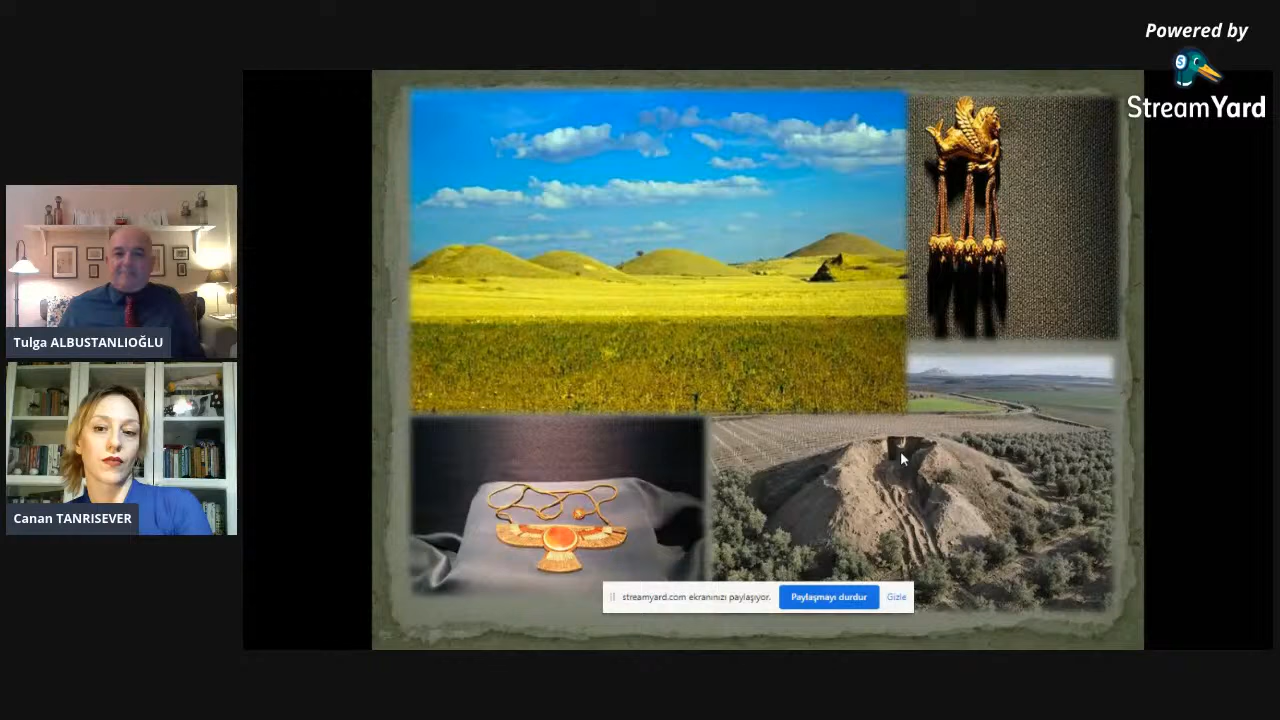 Powered by
StreamYard
Tulga ALBUSTANLIOĞLU
Canan TANRISEVER
streamyard.com ekranınızı paylaşıyor.
Paylaşmayı durdur
Gizle